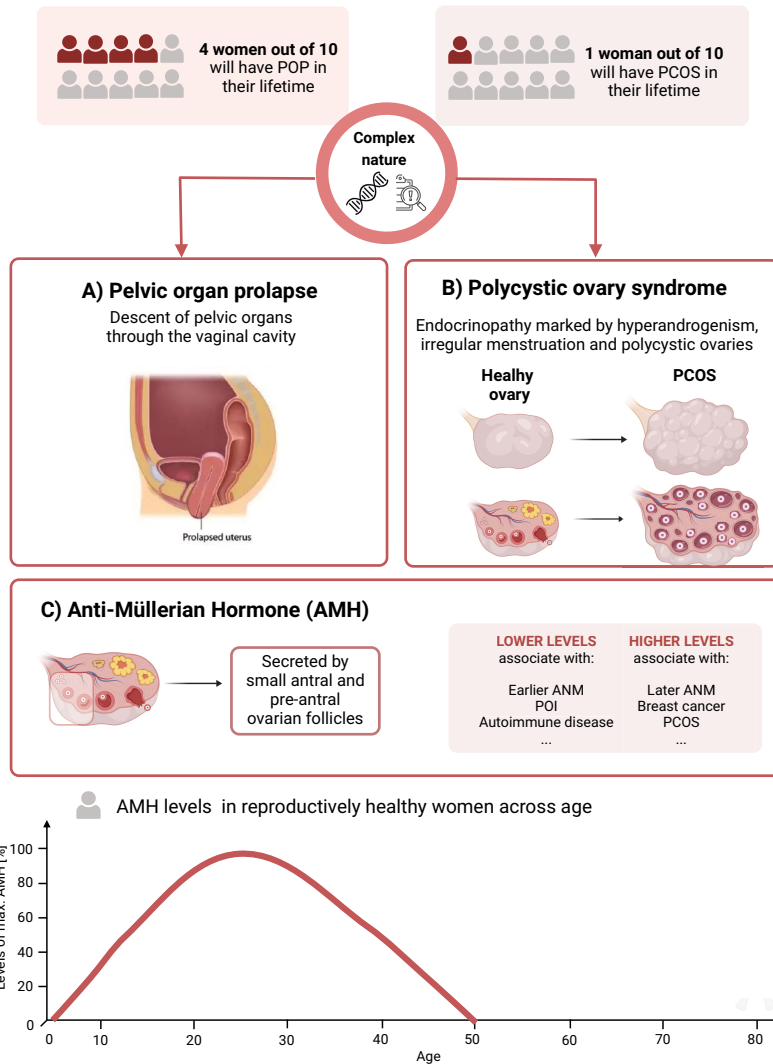 4 women out of 10
will have POP in
their lifetime
1 woman out of 10
will have PCOS in
their lifetime
Complex
nature
A) Pelvic organ prolapse
Descent of pelvic organs
through the vaginal cavity
Prolapsed uterus
B) Polycystic ovary syndrome
Endocrinopathy marked by hyperandrogenism,
irregular menstruation and polycystic ovaries
Healhy
ovary
PCOS
C) Anti-Müllerian Hormone (AMH)
Secreted by
small antral and
pre-antral
ovarian follicles
LOWER LEVELS
associate with:
Earlier ANM
POI
Autoimmune disease
...
HIGHER LEVELS
associate with:
Later ANM
Breast cancer
PCOS
...
AMH levels in reproductively healthy women across age
Levels of max. AMH [%]
100
80
60
40
20
0
0 10 20 30 40 50 60 70 80
Age